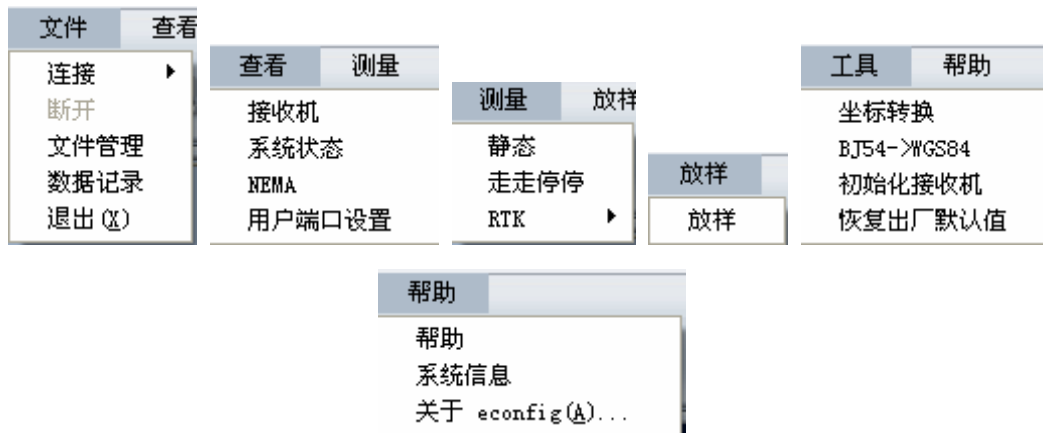 文件 查看
连接
断开
文件管理
数据记录
退出(X)
查看 测量
接收机
系统状态
NEMA
用户端口设置
测量 放样
静态
走走停停
RTK
放样
放样
工具 帮助
坐标转换
BJ54->WGS84
初始化接收机
恢复出厂默认值
帮助
帮助
系统信息
关于 econfig(A)...